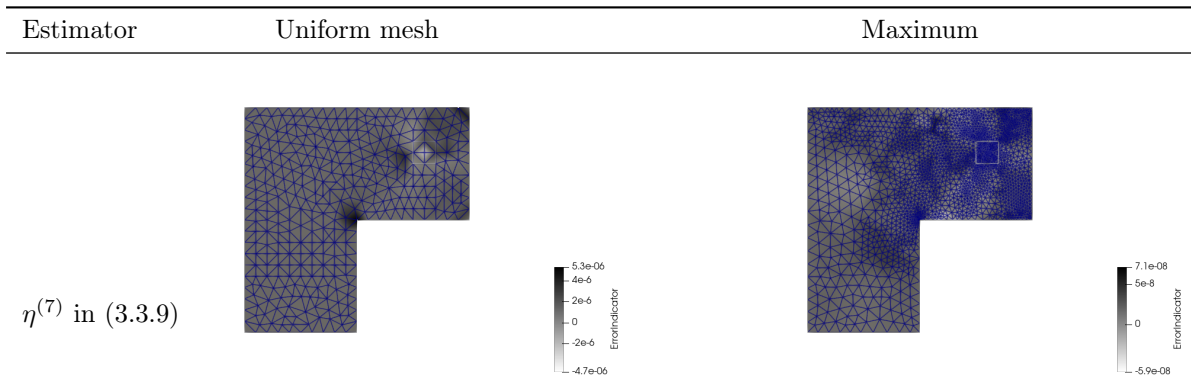 Estimator Uniform mesh Maximum
5.3e-06
4e-6
2e-6
0
-2e-6
-4.7e-06
ErrorIndicator
7.1e-08
5e-8
0
-5.9e-08
ErrorIndicator
η(7) in (3.3.9)